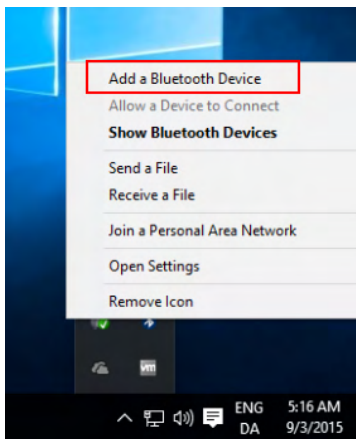 Add a Bluetooth Device
Allow a Device to Connect
Show Bluetooth Devices
Send a File
Receive a File
Join a Personal Area Network
Open Settings
Remove Icon
vm
ENG 5:16 AM
DA 9/3/2015